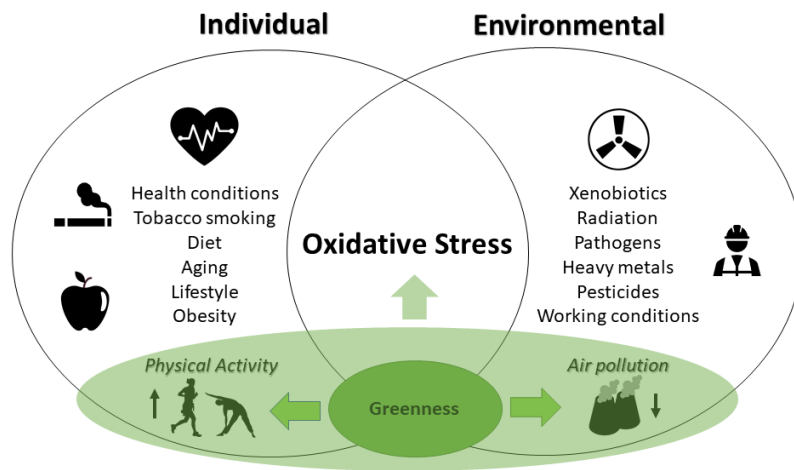 Individual
Environmental
Health conditions
Tobacco smoking
Diet
Aging
Lifestyle
Obesity
Oxidative Stress
Xenobiotics
Radiation
Pathogens
Heavy metals
Pesticides
Working conditions
Physical Activity
Greenness
Air pollution